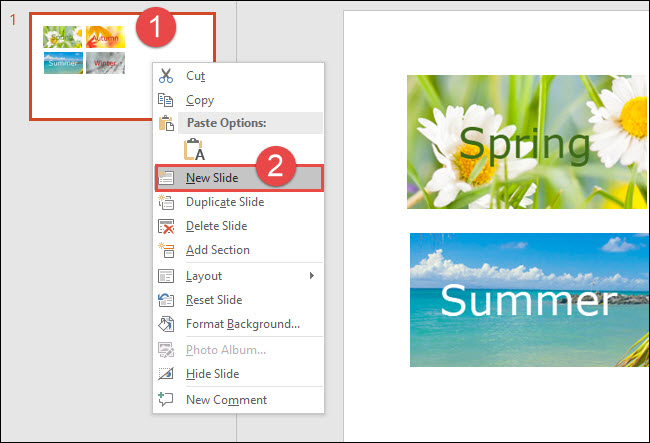 1
1
Spring
Autumn
Summer
Winter
Cut
Copy
Paste Options:
A
2
New Slide
Duplicate Slide
Delete Slide
Add Section
Layout
Reset Slide
Format Background...
Photo Album...
Hide Slide
New Comment
Spring
Summer